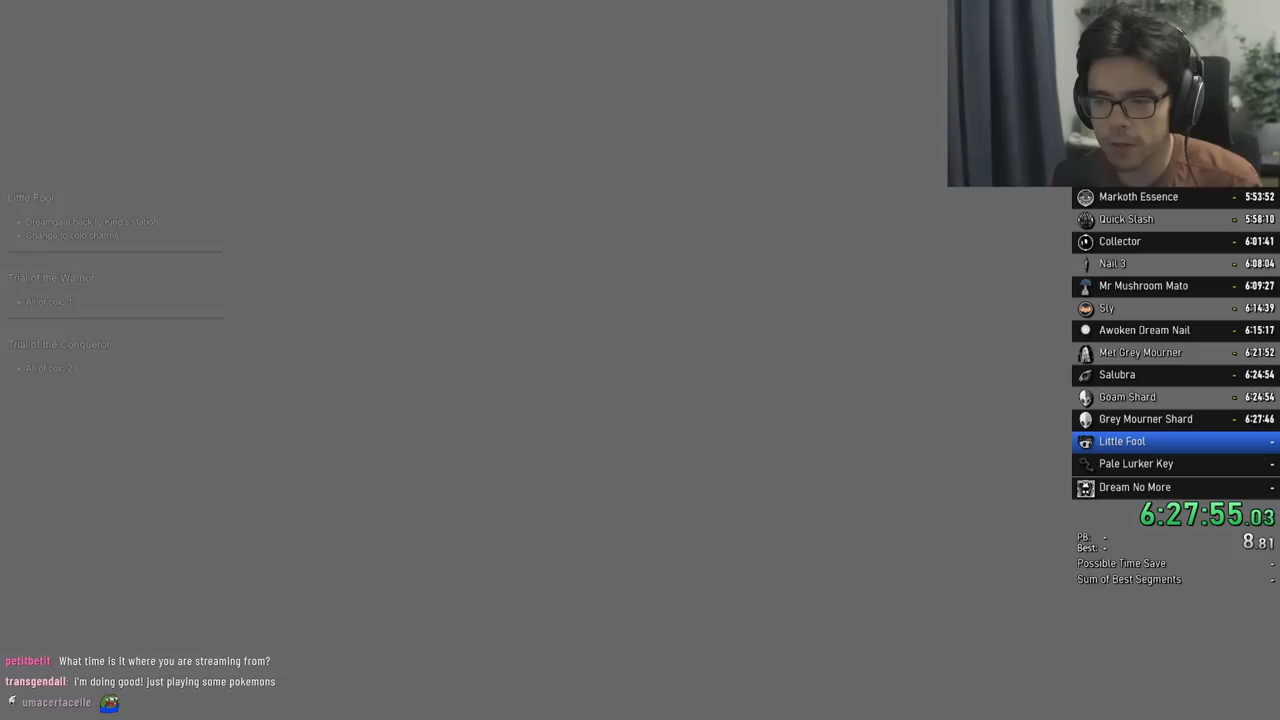 Little Fool
Dreamgate back to King's station
Change to colo charms
Trial of the Warrior
All of colo 1
Trial of the Conqueror
All of colo 2
Markoth Essence - 5:53:52
Quick Slash - 5:58:10
Collector - 6:01:41
Nail 3 - 6:08:04
Mr Mushroom Mato - 6:09:27
Sly - 6:14:39
Awoken Dream Nail - 6:15:17
Met Grey Mourner - 6:21:52
Salubra - 6:24:54
Goam Shard - 6:24:54
Grey Mourner Shard - 6:27:46
Little Fool -
Pale Lurker Key -
Dream No More -
6:27:55.03
PB: - 8.81
Best: -
Possible Time Save -
Sum of Best Segments -
petitbetit: What time is it where you are streaming from?
transgendall: I'm doing good! just playing some pokemons
umacertacelle: